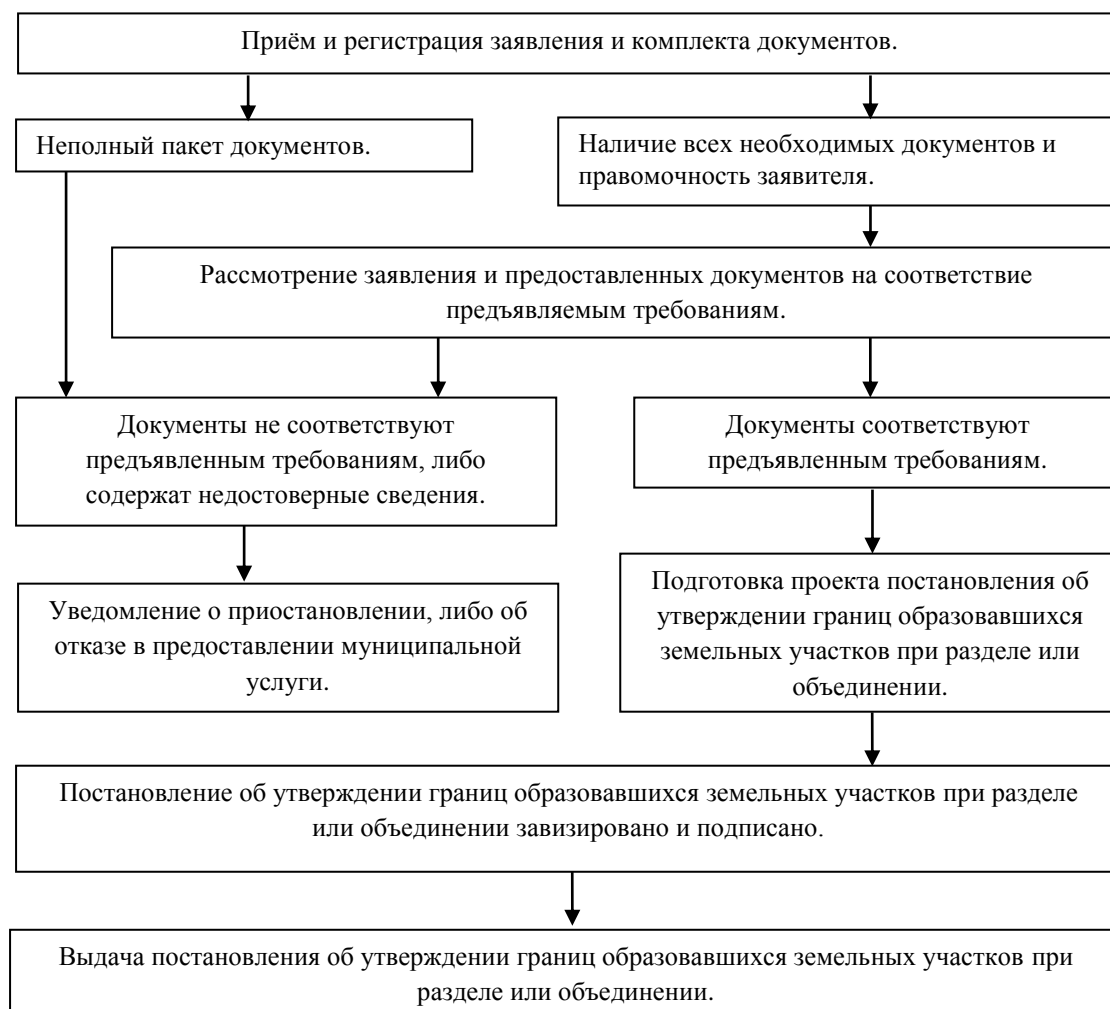 Приём и регистрация заявления и комплекта документов.
Неполный пакет документов.
Наличие всех необходимых документов и
правомочность заявителя.
Рассмотрение заявления и предоставленных документов на соответствие
предъявляемым требованиям.
Документы не соответствуют
предъявленным требованиям, либо
содержат недостоверные сведения.
Документы соответствуют
предъявленным требованиям.
Уведомление о приостановлении, либо об
отказе в предоставлении муниципальной
услуги.
Подготовка проекта постановления об
утверждении границ образовавшихся
земельных участков при разделе или
объединении.
Постановление об утверждении границ образовавшихся земельных участков при разделе
или объединении завизировано и подписано.
Выдача постановления об утверждении границ образовавшихся земельных участков при
разделе или объединении.